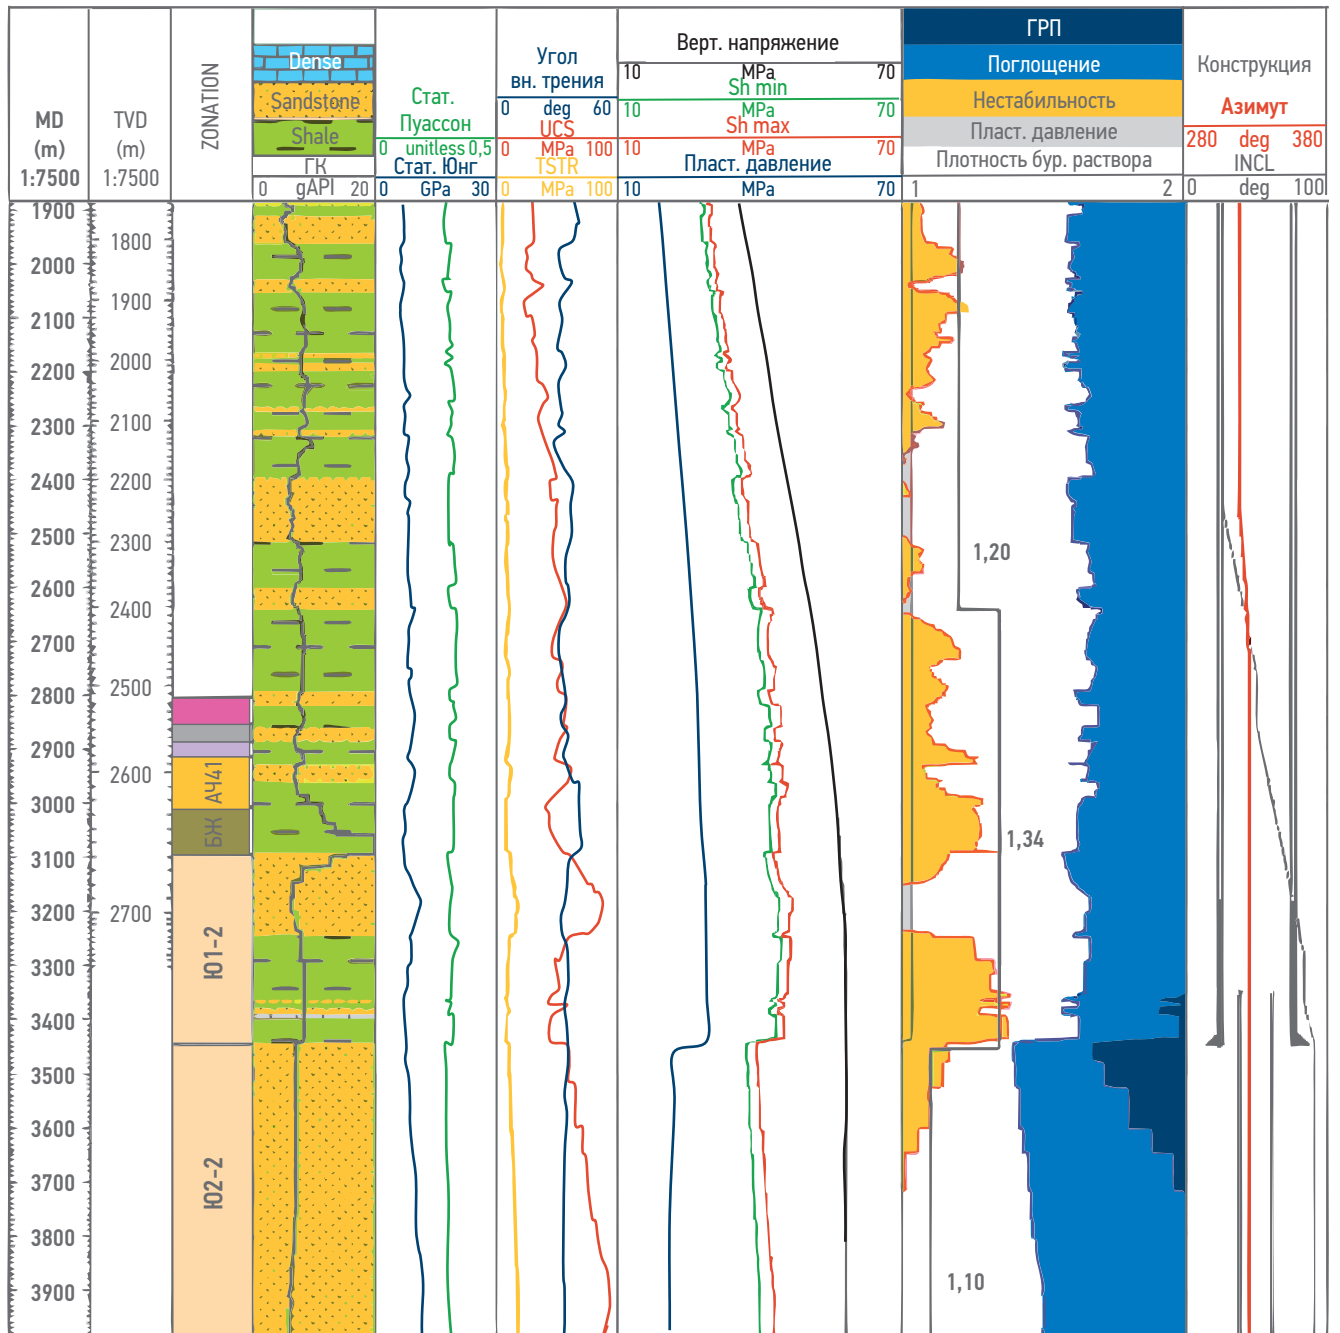 MD
(m)
1:7500
TVD
(m)
1:7500
ZONATION
Dense
Sandstone
Shale
ГК
0 gAPI 20
Стат.
Пуассон
0 unitless 0,5
Стат. Юнг
0 GPa 30
Угол
вн. трения
0 deg 60
UCS
0 MPa 100
TSTR
0 MPa 100
Верт. напряжение
10 MPa 70
Sh min
10 MPa 70
Sh max
10 MPa 70
Пласт. давление
10 MPa 70
ГРП
Поглощение
Нестабильность
Пласт. давление
Плотность бур. раствора
1 2
Конструкция
Азимут
280 deg 380
INCL
0 deg 100
1900
2000
2100
2200
2300
2400
2500
2600
2700
2800
2900
3000
3100
3200
3300
3400
3500
3600
3700
3800
3900
1800
1900
2000
2100
2200
2300
2400
2500
2600
2700
АЧ41
БЖ
Ю1-2
Ю2-2
1,20
1,34
1,10